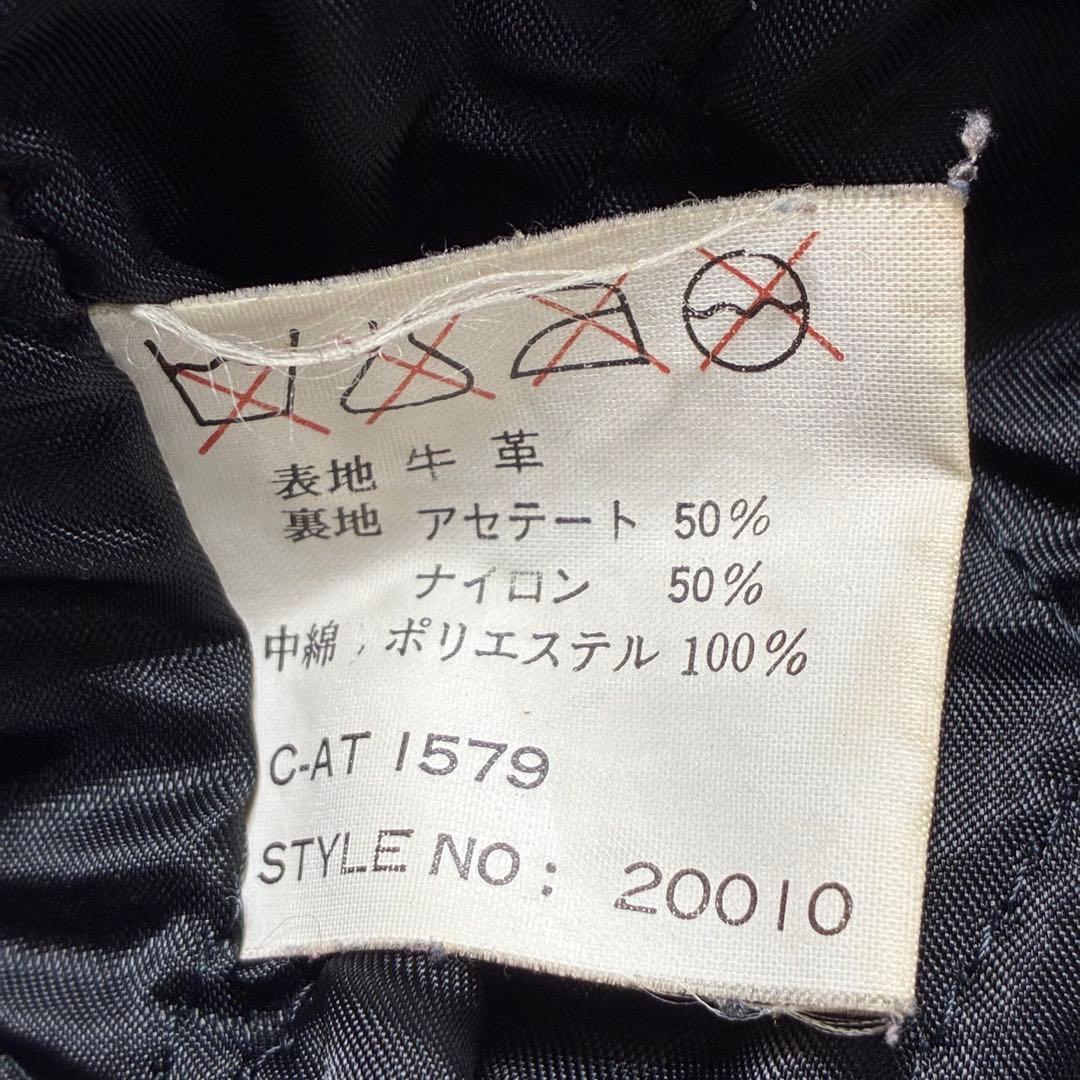 表地 牛 革
裏地 アセテート 50%
ナイロン 50%
中綿 ポリエステル 100%
C-AT 1579
STYLE NO: 20010